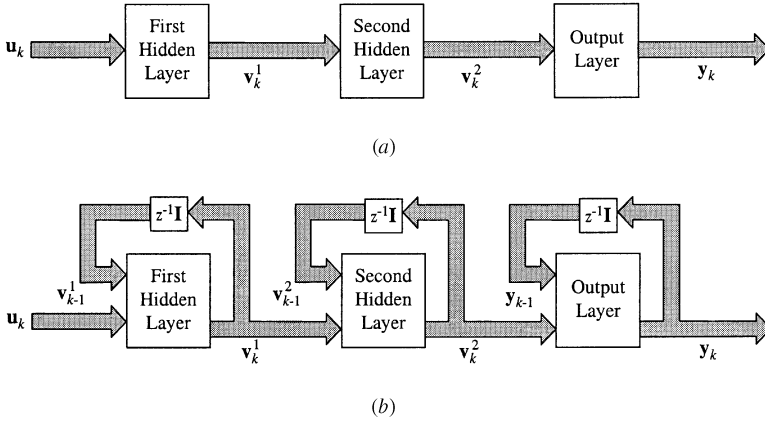 u_k
First
Hidden
Layer
v_k^1
Second
Hidden
Layer
v_k^2
Output
Layer
y_k
(a)
z^{-1}I
v_{k-1}^1
u_k
First
Hidden
Layer
v_k^1
z^{-1}I
v_{k-1}^2
Second
Hidden
Layer
v_k^2
z^{-1}I
y_{k-1}
Output
Layer
y_k
(b)